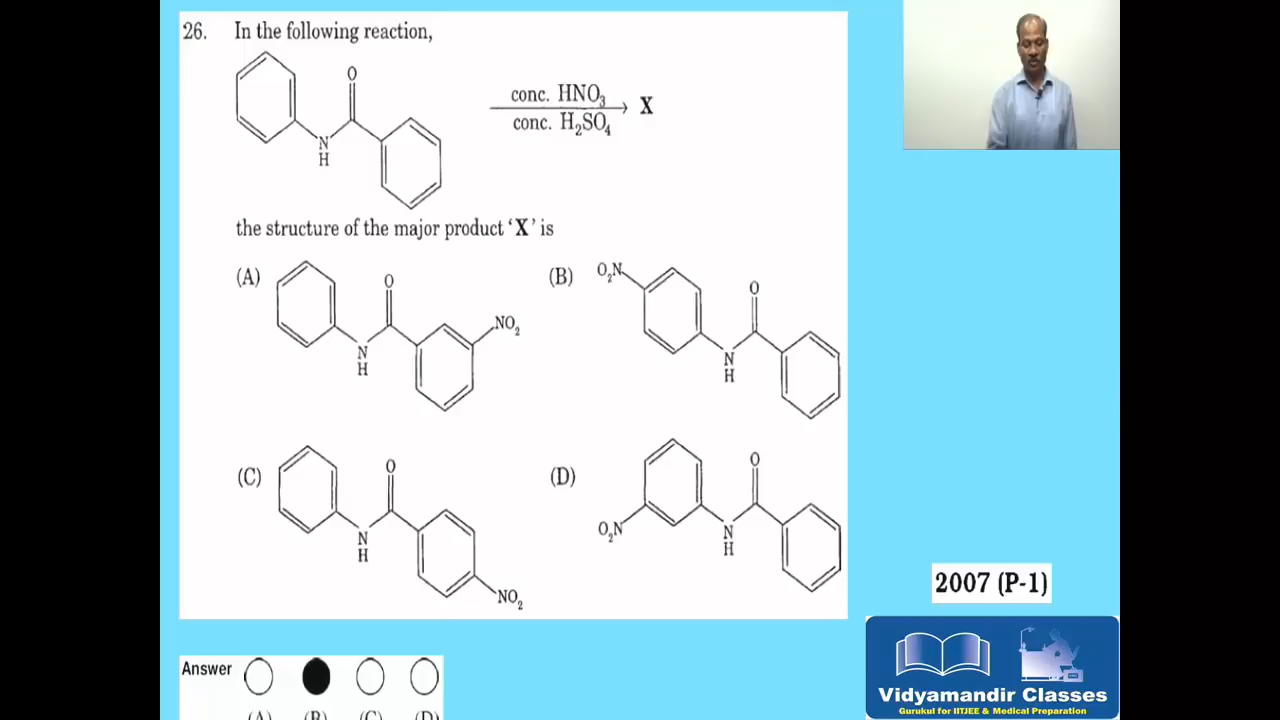 26. In the following reaction,
O
N
H
conc. HNO3
conc. H2SO4
X
the structure of the major product ‘X’ is
(A)
O
N
H
NO2
(B)
O2N
O
N
H
(C)
O
N
H
NO2
(D)
O2N
O
N
H
2007 (P-1)
Answer
(A) (B) (C) (D)
Vidyamandir Classes
Gurukul for IITJEE & Medical Preparation